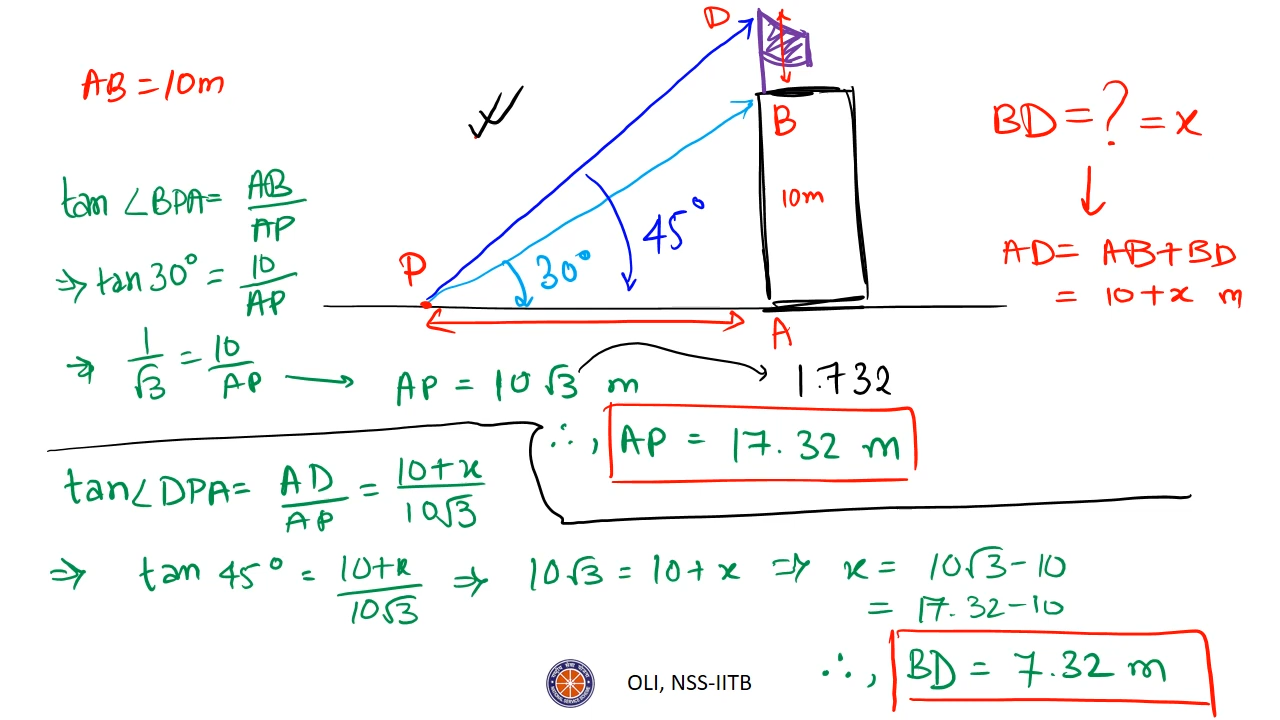 AB = 10m
D
B
10m
45°
30°
P
A
BD = ? = x
AD = AB + BD
= 10 + x m
tan ∠BPA = AB/AP
⇒ tan 30° = 10/AP
⇒ 1/√3 = 10/AP → AP = 10√3 m → 1.732
∴, AP = 17.32 m
tan∠DPA = AD/AP = 10+x/10√3
⇒ tan 45° = 10+x/10√3 ⇒ 10√3 = 10 + x ⇒ x = 10√3 - 10
= 17.32 - 10
∴, BD = 7.32 m
OLI, NSS-IITB